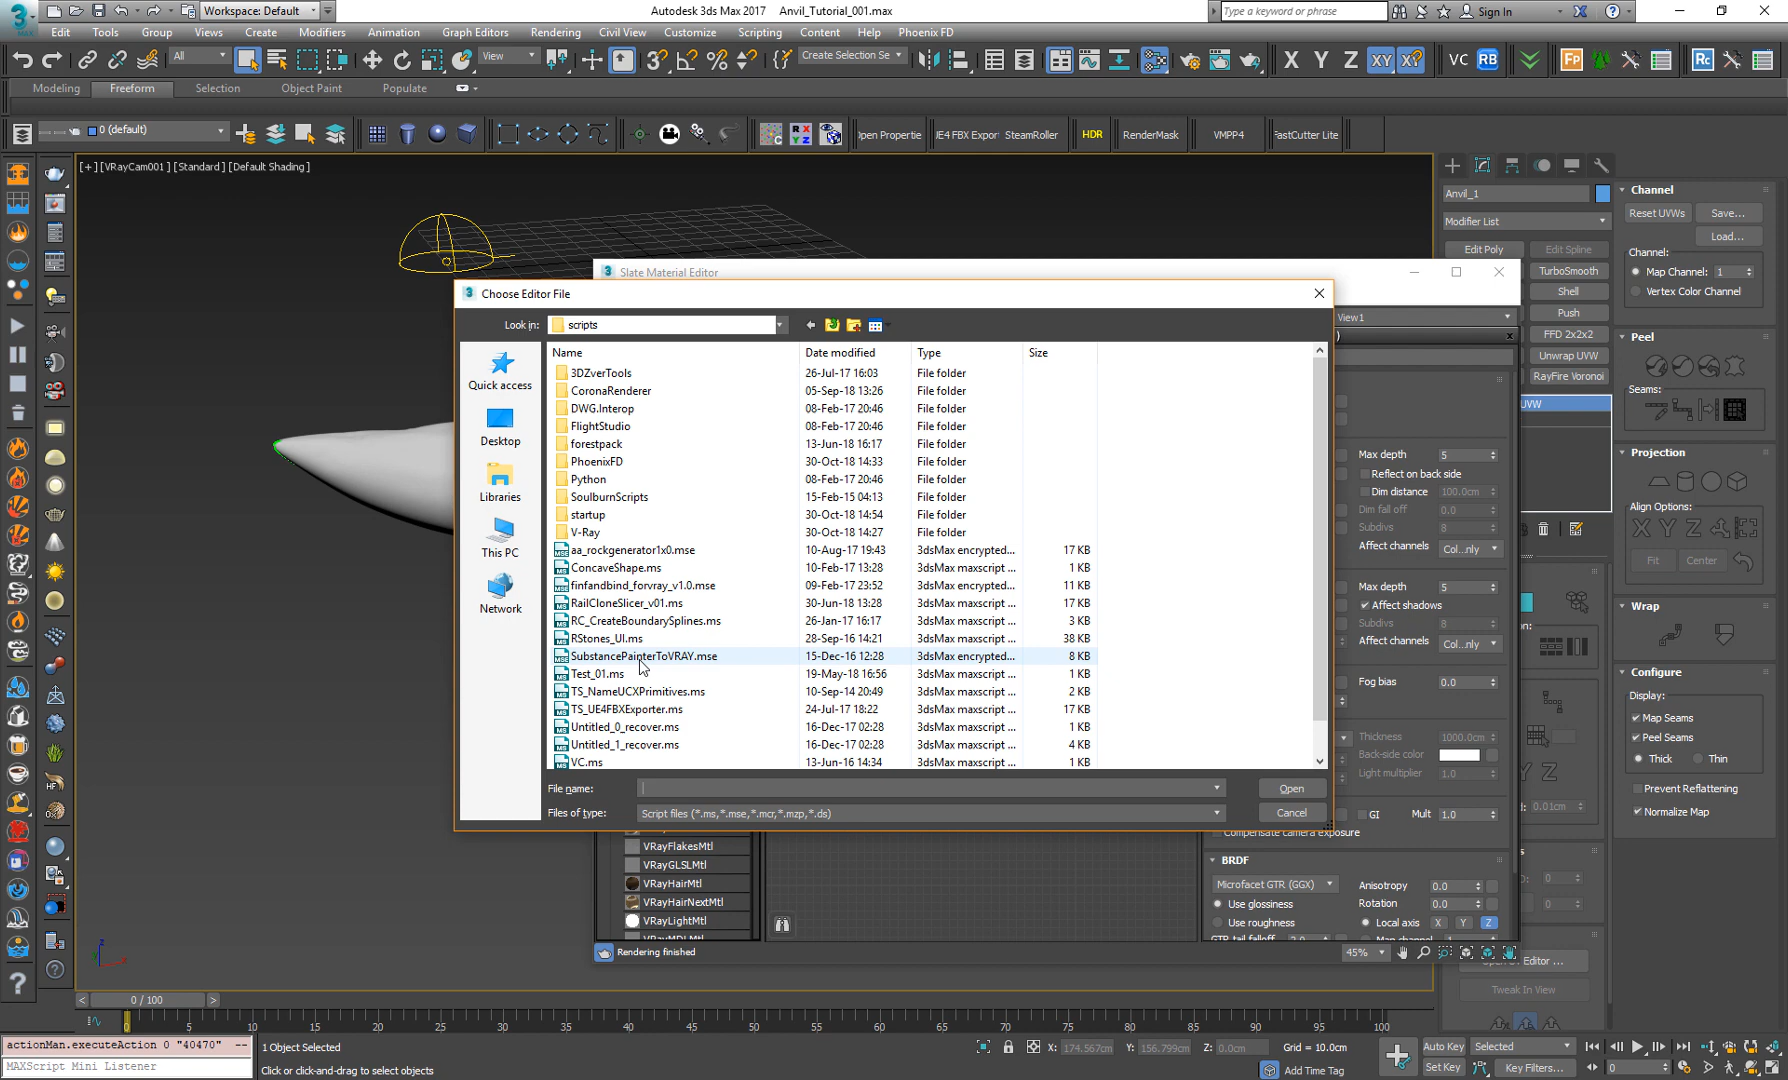 Workspace: Default
Autodesk 3ds Max 2017 Anvil_Tutorial_001.max
Type a keyword or phrase
Sign In
Edit Tools Group Views Create Modifiers Animation Graph Editors Rendering Civil View Customize Scripting Content Help Phoenix FD
All
View
Create Selection Se
X Y Z XY X? VC RB Fp Rc
Modeling Freeform Selection Object Paint Populate
0 (default)
Open Propertie UE4 FBX Expor SteamRoller HDR RenderMask VMPP4 FastCutter Lite
[+] [VRayCam001] [Standard] [Default Shading]
Anvil_1
Modifier List
Edit Poly Edit Spline
TurboSmooth
Shell
Push
FFD 2x2x2
Unwrap UVW
RayFire Voronoi
UVW
Channel
Reset UVWs Save...
Load...
Channel:
Map Channel: 1
Vertex Color Channel
Peel
Seams:
Projection
Align Options:
X Y Z
Fit Center
Wrap
Configure
Display:
Map Seams
Peel Seams
Thick Thin
Prevent Reflattening
Normalize Map
Slate Material Editor
View1
Choose Editor File
Look in: scripts
Quick access
Desktop
Libraries
This PC
Network
Name Date modified Type Size
3DZverTools 26-Jul-17 16:03 File folder
CoronaRenderer 05-Sep-18 13:26 File folder
DWG.Interop 08-Feb-17 20:46 File folder
FlightStudio 08-Feb-17 20:46 File folder
forestpack 13-Jun-18 16:17 File folder
PhoenixFD 30-Oct-18 14:33 File folder
Python 08-Feb-17 20:46 File folder
SoulburnScripts 15-Feb-15 04:13 File folder
startup 30-Oct-18 14:54 File folder
V-Ray 30-Oct-18 14:27 File folder
aa_rockgenerator1x0.mse 10-Aug-17 19:43 3dsMax encrypted... 17 KB
ConcaveShape.ms 10-Feb-17 13:28 3dsMax maxscript ... 1 KB
finfandbind_forvray_v1.0.mse 09-Feb-17 23:52 3dsMax encrypted... 11 KB
RailCloneSlicer_v01.ms 30-Jun-18 13:28 3dsMax maxscript ... 17 KB
RC_CreateBoundarySplines.ms 26-Jan-17 16:17 3dsMax maxscript ... 3 KB
RStones_UI.ms 28-Sep-16 14:21 3dsMax maxscript ... 38 KB
SubstancePainterToVRAY.mse 15-Dec-16 12:28 3dsMax encrypted... 8 KB
Test_01.ms 19-May-18 16:56 3dsMax maxscript ... 1 KB
TS_NameUCXPrimitives.ms 10-Sep-14 20:49 3dsMax maxscript ... 2 KB
TS_UE4FBXExporter.ms 24-Jul-17 18:22 3dsMax maxscript ... 17 KB
Untitled_0_recover.ms 16-Dec-17 02:28 3dsMax maxscript ... 1 KB
Untitled_1_recover.ms 16-Dec-17 02:28 3dsMax maxscript ... 4 KB
VC.ms 13-Jun-16 14:34 3dsMax maxscript ... 1 KB
File name: Open
Files of type: Script files (*.ms,*.mse,*.mcr,*.mzp,*.ds) Cancel
Max depth 5
Reflect on back side
Dim distance 100.0cm
Dim fall off 0.0
Subdivs 8
Affect channels Col...nly
Max depth 5
Affect shadows
Subdivs 8
Affect channels Col...nly
Fog bias 0.0
Thickness 1000.0cm
Back-side color
Light multiplier 1.0
GI Mult 1.0
Compensate camera exposure
BRDF
Microfacet GTR (GGX) Anisotropy 0.0
Use glossiness Rotation 0.0
Use roughness Local axis X Y Z
GTR tail falloff 2.0 Map channel
VRayFlakesMtl
VRayGLSLMtl
VRayHairMtl
VRayHairNextMtl
VRayLightMtl
VRayMDLMtl
Rendering finished
45%
0.01cm
Editor ...
Tweak In View
0 / 100
0 5 10 15 20 25 30 35 40 45 50 55 60 65 70 75 80 85 90 95 100
actionMan.executeAction 0 "40470" --
MAXScript Mini Listener
1 Object Selected
Click or click-and-drag to select objects
X: 174.567cm Y: 156.799cm Z: 0.0cm Grid = 10.0cm
Add Time Tag
Auto Key Selected
Set Key Key Filters...
0